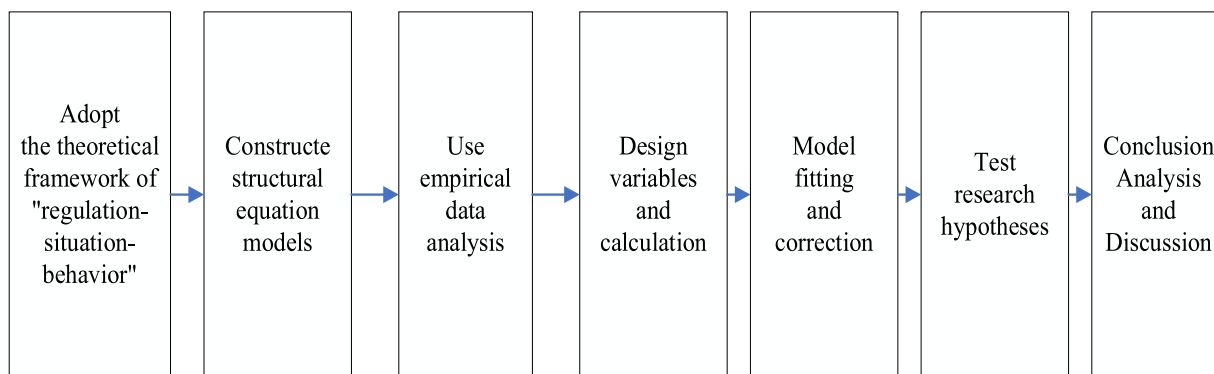 Adopt
the theoretical
framework of
"regulation-
situation-
behavior"
Constructe
structural
equation
models
Use
empirical
data
analysis
Design
variables
and
calculation
Model
fitting
and
correction
Test
research
hypotheses
Conclusion
Analysis
and
Discussion